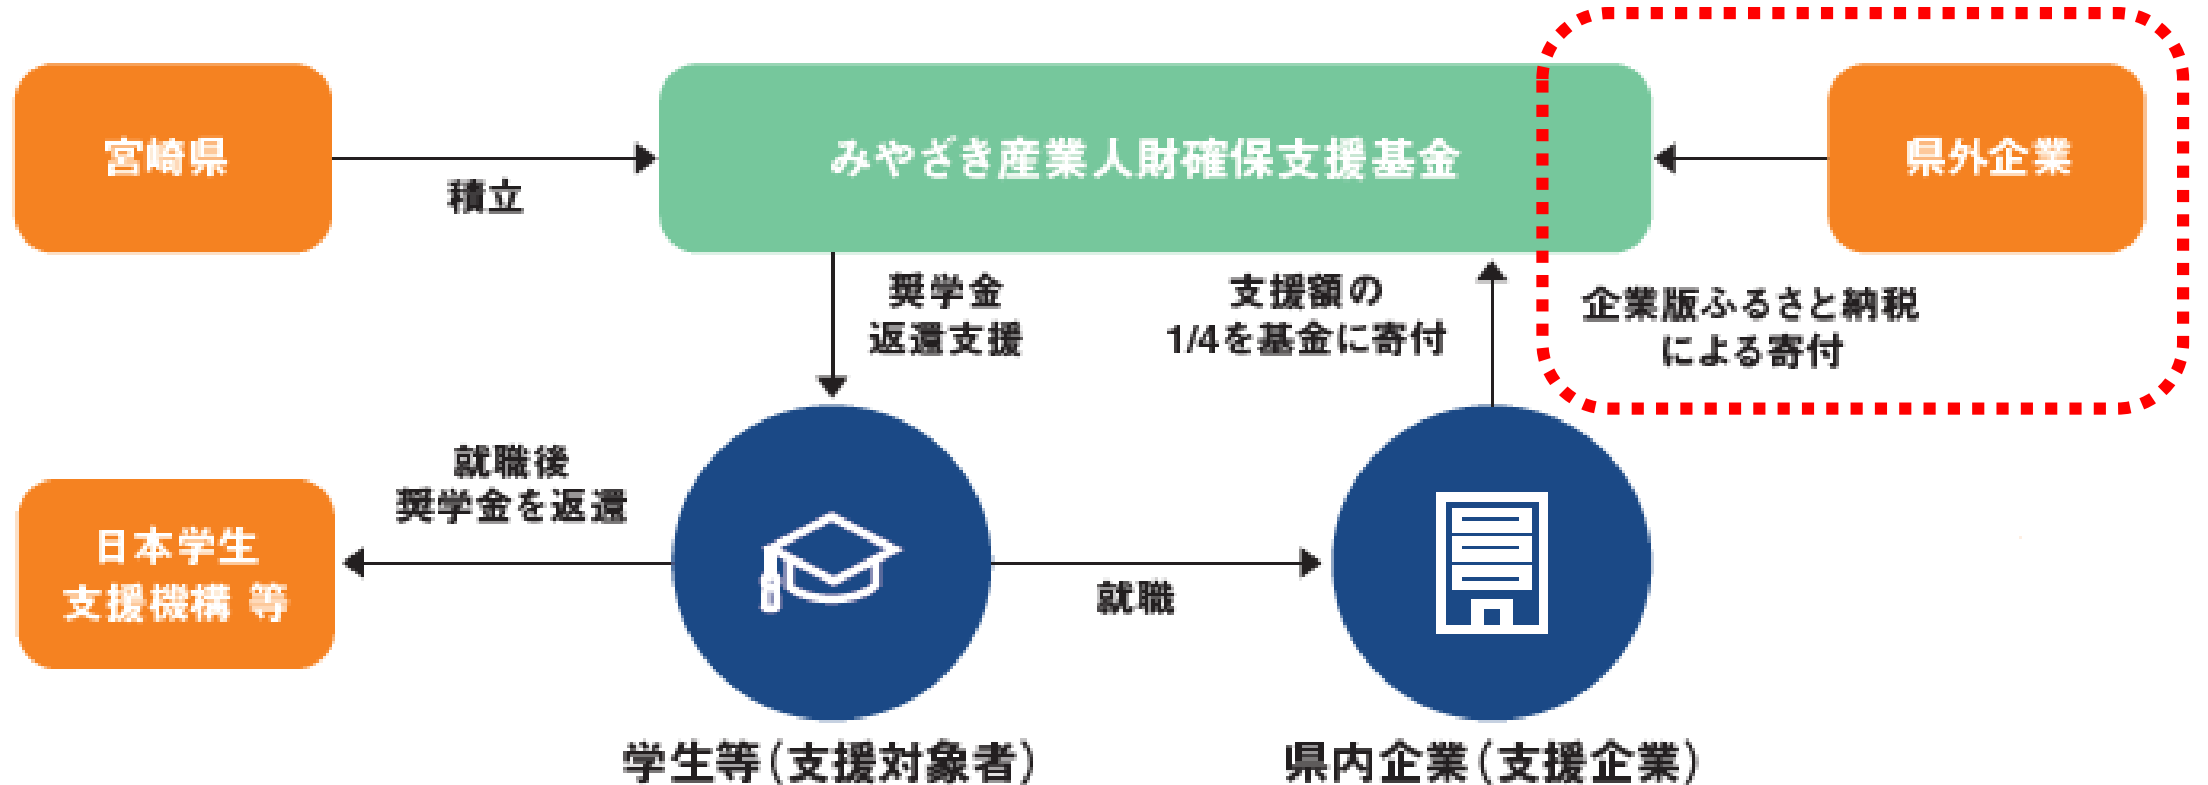 宮崎県
積立
みやざき産業人財確保支援基金
県外企業
奨学金
返還支援
支援額の
1/4を基金に寄付
企業版ふるさと納税
による寄付
就職後
奨学金を返還
日本学生
支援機構 等
就職
学生等(支援対象者)
県内企業(支援企業)